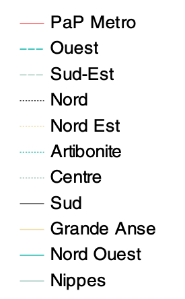 PaP Metro
Ouest
Sud-Est
Nord
Nord Est
Artibonite
Centre
Sud
Grande Anse
Nord Ouest
Nippes